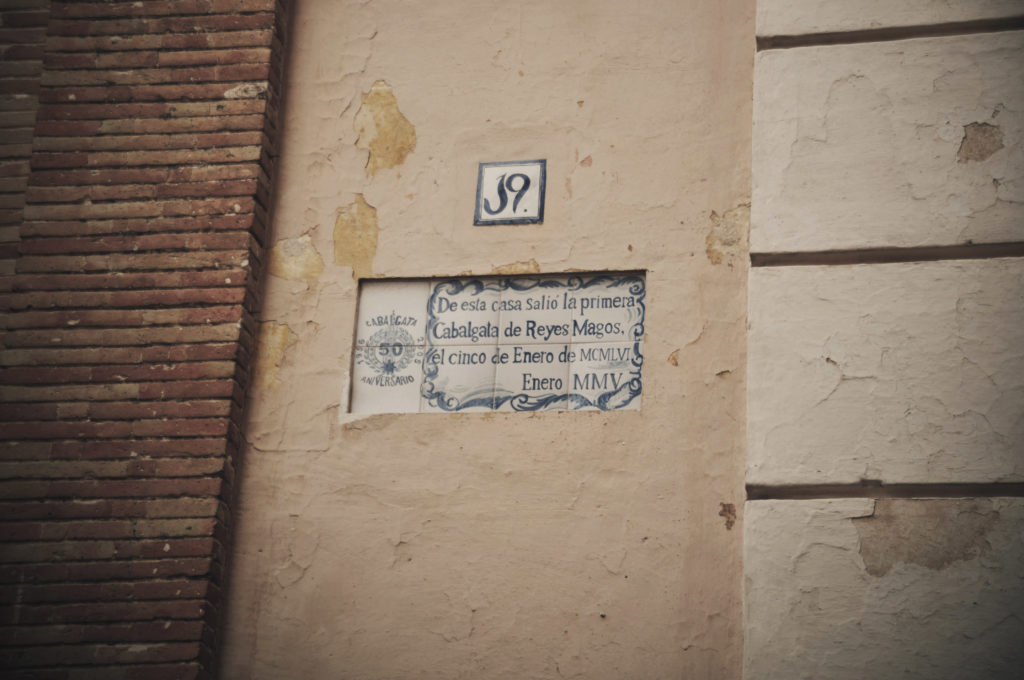 19.
De esta casa salió la primera
Cabalgata de Reyes Magos,
el cinco de Enero de MCMLVI
Enero MMV
CABALGATA
50
ANIVERSARIO